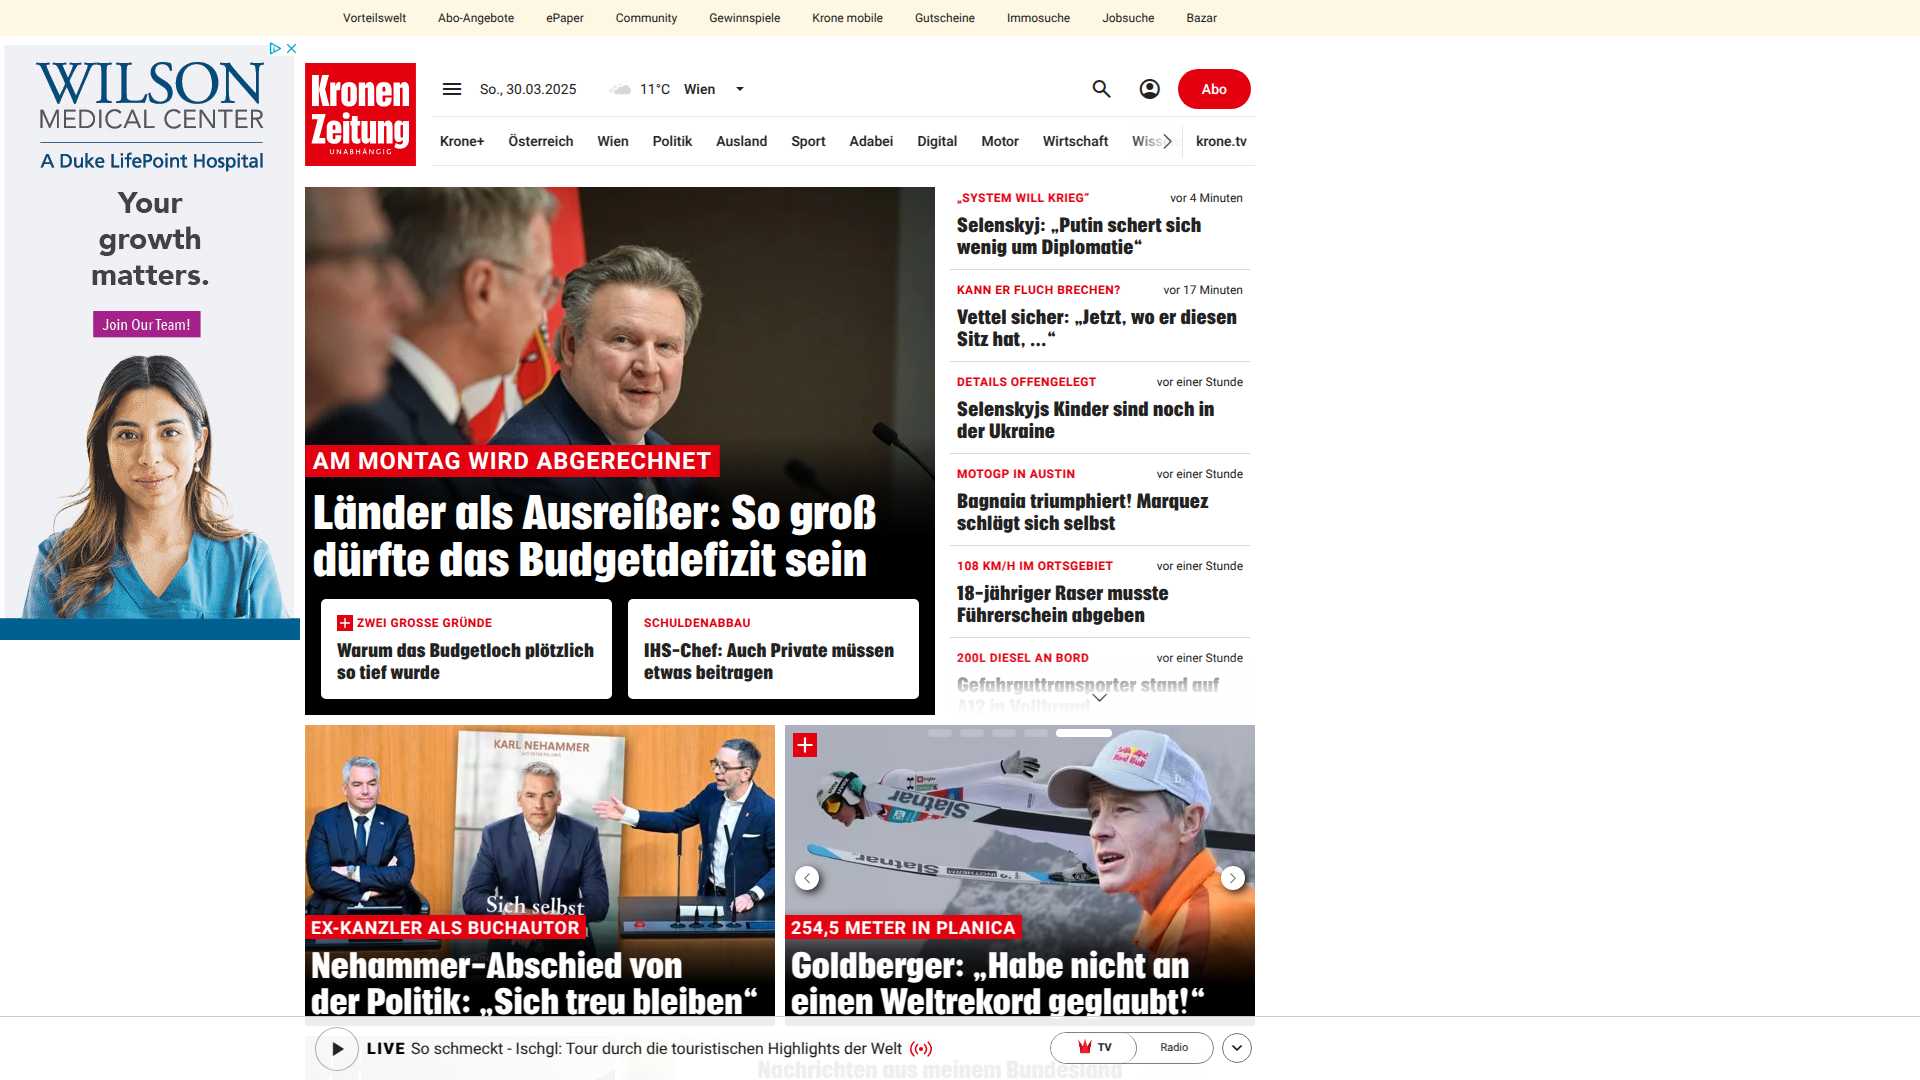 Vorteilswelt
Abo-Angebote
ePaper
Community
Gewinnspiele
Krone mobile
Gutscheine
Immosuche
Jobsuche
Bazar
WILSON
MEDICAL CENTER
A Duke LifePoint Hospital
Your
growth
matters.
Join Our Team!
Kronen
Zeitung
UNABHÄNGIG
So., 30.03.2025
11°C
Wien
Abo
Krone+
Österreich
Wien
Politik
Ausland
Sport
Adabei
Digital
Motor
Wirtschaft
Wiss
krone.tv
AM MONTAG WIRD ABGERECHNET
Länder als Ausreißer: So groß
dürfte das Budgetdefizit sein
ZWEI GROSSE GRÜNDE
Warum das Budgetloch plötzlich
so tief wurde
SCHULDENABBAU
IHS-Chef: Auch Private müssen
etwas beitragen
„SYSTEM WILL KRIEG“
vor 4 Minuten
Selenskyj: „Putin schert sich
wenig um Diplomatie“
KANN ER FLUCH BRECHEN?
vor 17 Minuten
Vettel sicher: „Jetzt, wo er diesen
Sitz hat, ...“
DETAILS OFFENGELEGT
vor einer Stunde
Selenskyjs Kinder sind noch in
der Ukraine
MOTOGP IN AUSTIN
vor einer Stunde
Bagnaia triumphiert! Marquez
schlägt sich selbst
108 KM/H IM ORTSGEBIET
vor einer Stunde
18-jähriger Raser musste
Führerschein abgeben
200L DIESEL AN BORD
vor einer Stunde
Gefahrguttransporter stand auf
A12 in Vollbrand
KARL NEHAMMER
Sich selbst
EX-KANZLER ALS BUCHAUTOR
Nehammer-Abschied von
der Politik: „Sich treu bleiben“
Slatnar
Slatnar
Red Bull
254,5 METER IN PLANICA
Goldberger: „Habe nicht an
einen Weltrekord geglaubt!“
LIVE So schmeckt - Ischgl: Tour durch die touristischen Highlights der Welt
TV
Radio
Nachrichten aus meinem Bundesland